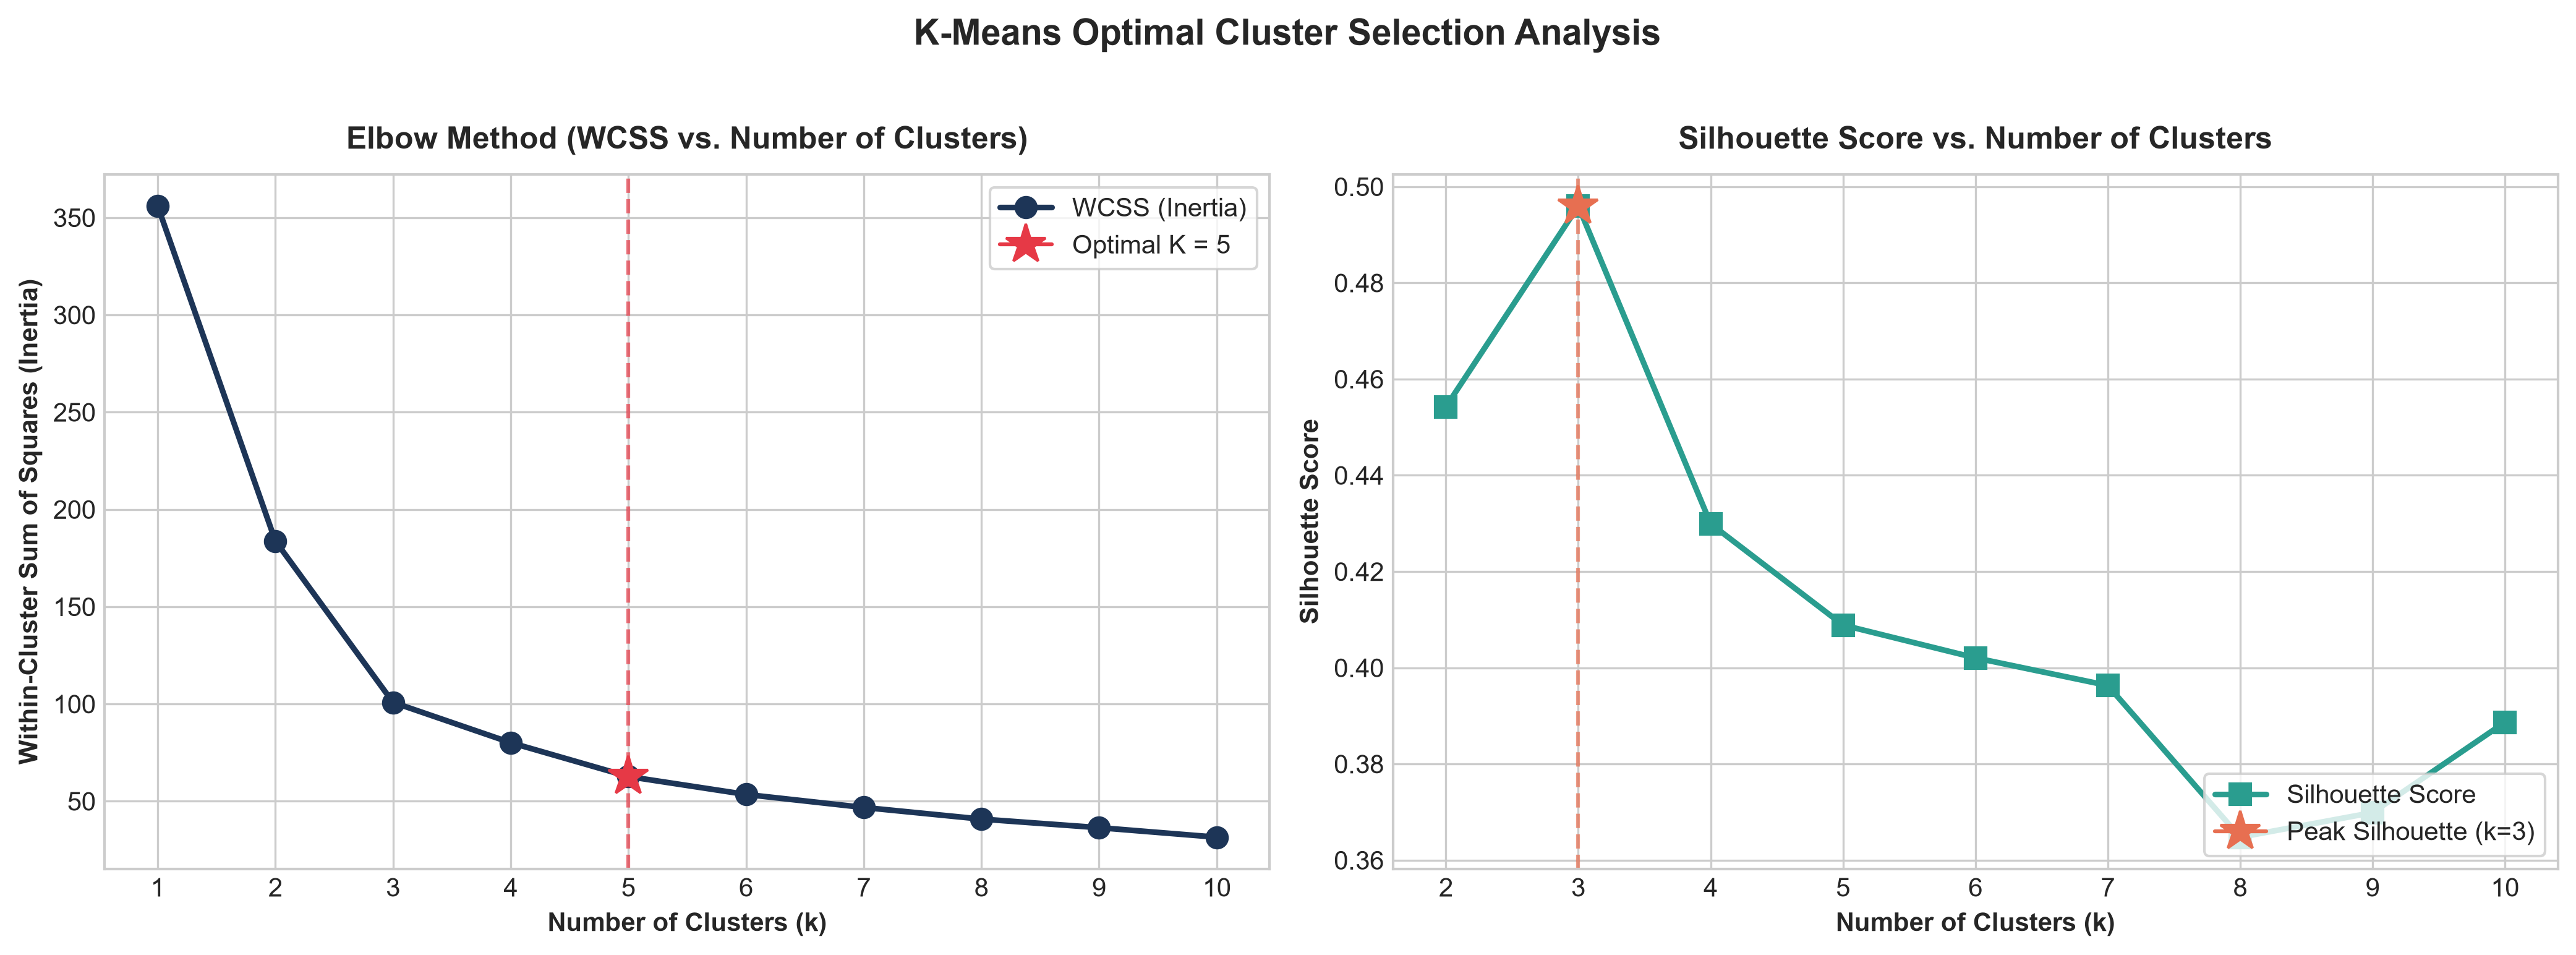 K-Means Optimal Cluster Selection Analysis
Elbow Method (WCSS vs. Number of Clusters)
Within-Cluster Sum of Squares (Inertia)
350
300
250
200
150
100
50
WCSS (Inertia)
Optimal K = 5
1 2 3 4 5 6 7 8 9 10
Number of Clusters (k)
Silhouette Score vs. Number of Clusters
Silhouette Score
0.50
0.48
0.46
0.44
0.42
0.40
0.38
0.36
Silhouette Score
Peak Silhouette (k=3)
2 3 4 5 6 7 8 9 10
Number of Clusters (k)